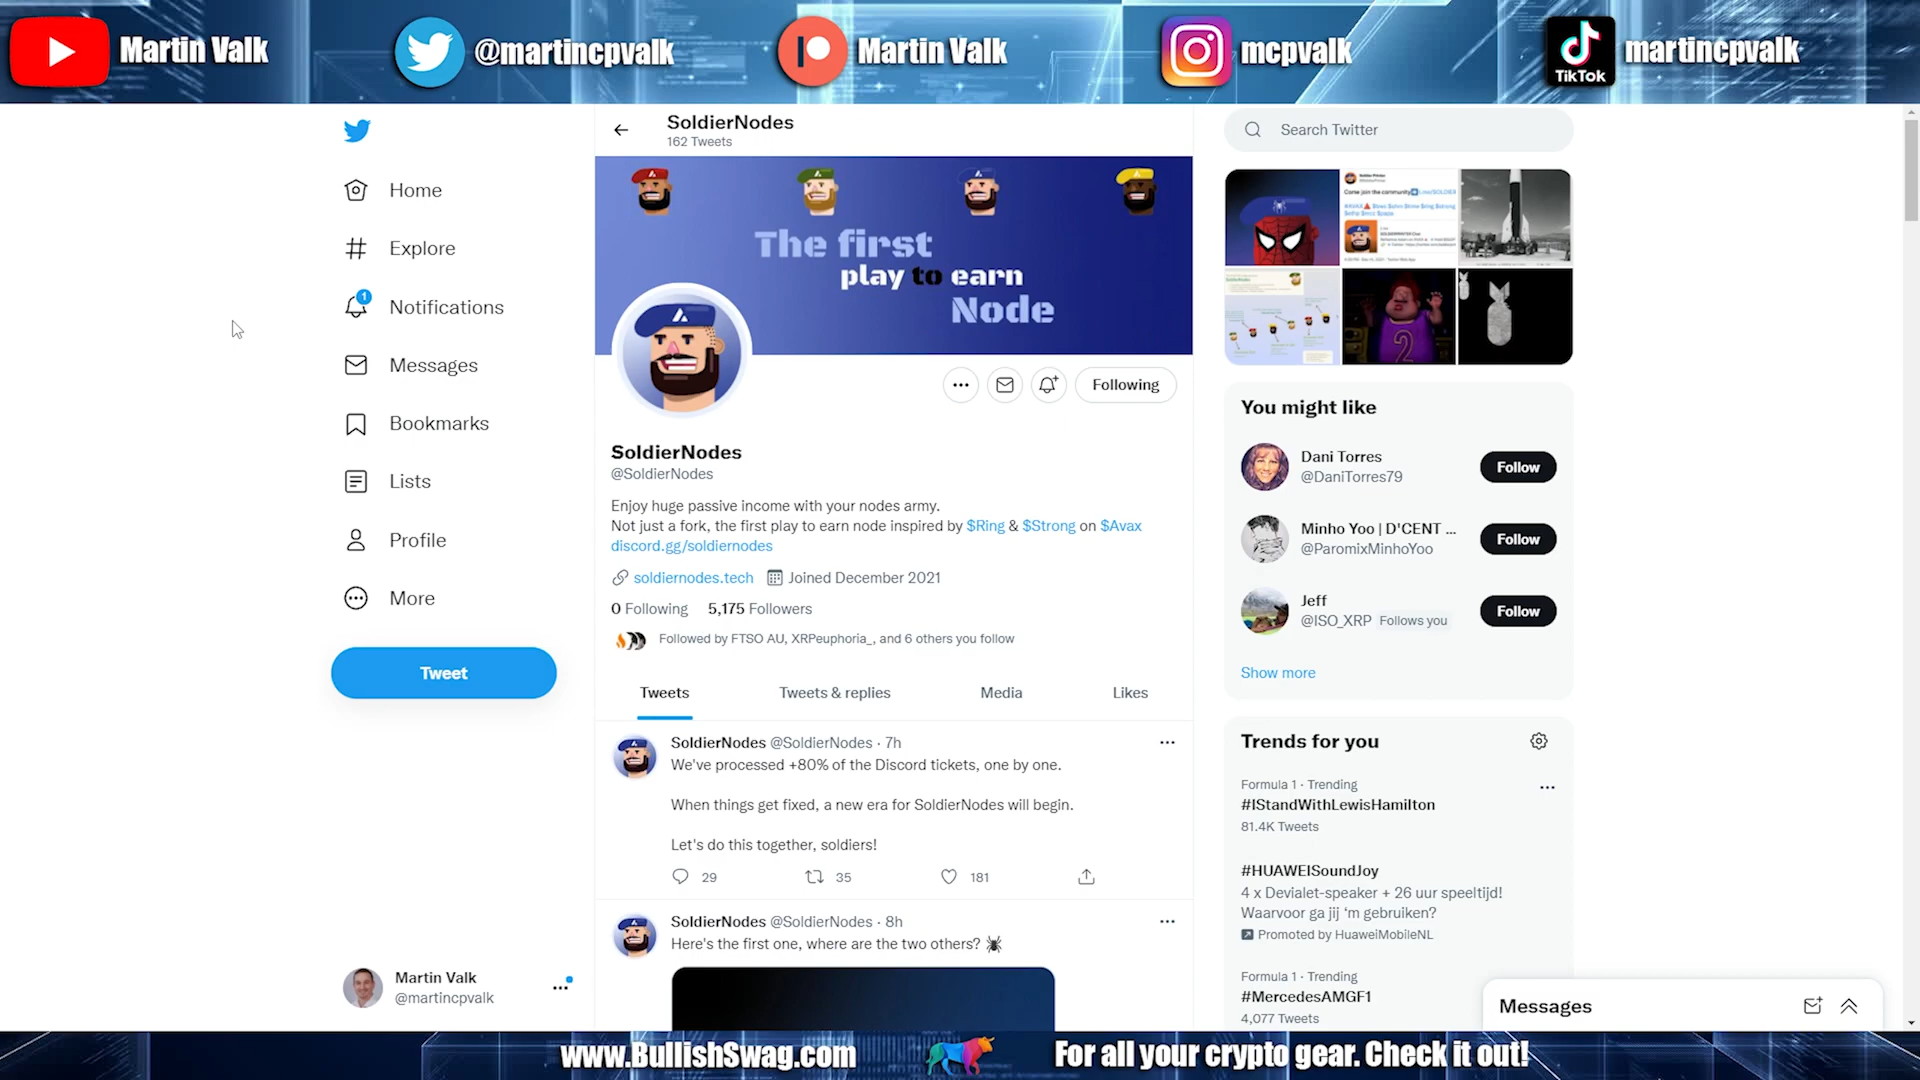 Martin Valk
@martincpvalk
Martin Valk
mcpvalk
TikTok
martincpvalk
SoldierNodes
162 Tweets
Search Twitter
Home
Explore
1
Notifications
Messages
Bookmarks
Lists
Profile
More
Tweet
Martin Valk
@martincpvalk
The first
play to earn
Node
Following
SoldierNodes
@SoldierNodes
Enjoy huge passive income with your nodes army.
Not just a fork, the first play to earn node inspired by $Ring & $Strong on $Avax
discord.gg/soldiernodes
soldiernodes.tech Joined December 2021
0 Following 5,175 Followers
Followed by FTSO AU, XRPeuphoria_, and 6 others you follow
Tweets Tweets & replies Media Likes
SoldierNodes @SoldierNodes · 7h
We've processed +80% of the Discord tickets, one by one.
When things get fixed, a new era for SoldierNodes will begin.
Let's do this together, soldiers!
29 35 181
SoldierNodes @SoldierNodes · 8h
Here's the first one, where are the two others?
Come join the community
2
You might like
Dani Torres
@DaniTorres79
Follow
Minho Yoo | D'CENT ...
@ParomixMinhoYoo
Follow
Jeff
@ISO_XRP Follows you
Follow
Show more
Trends for you
Formula 1 · Trending
#IStandWithLewisHamilton
81.4K Tweets
#HUAWEISoundJoy
4 x Devialet-speaker + 26 uur speeltijd!
Waarvoor ga jij ‘m gebruiken?
Promoted by HuaweiMobileNL
Formula 1 · Trending
#MercedesAMGF1
4,077 Tweets
Messages
www.BullishSwag.com
For all your crypto gear. Check it out!